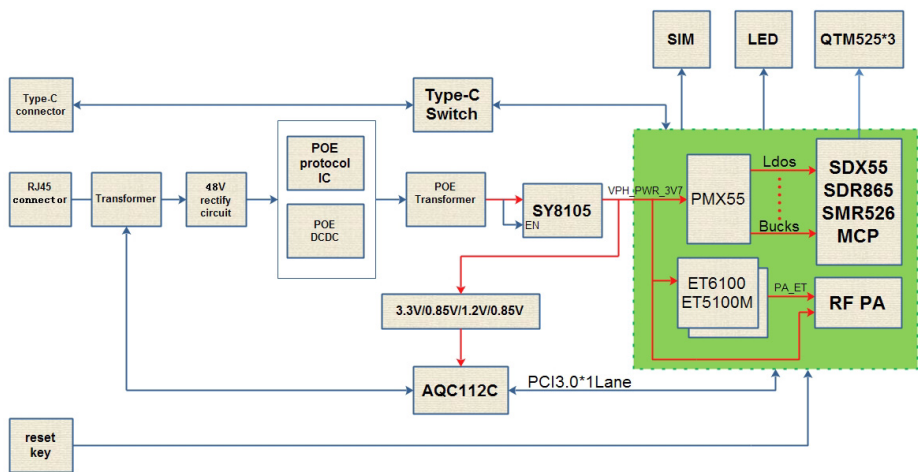 SIM
LED
QTM525*3
Type-C
connector
Type-C
Switch
RJ45
connector
Transformer
48V
rectify
circuit
POE
protocol
IC
POE
DCDC
POE
Transformer
SY8105
EN
VPH_PWR_3V7
PMX55
Ldos
Bucks
SDX55
SDR865
SMR526
MCP
ET6100
ET5100M
PA_ET
RF PA
3.3V/0.85V/1.2V/0.85V
AQC112C
PCI3.0*1Lane
reset
key